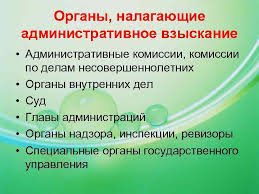 Органы, налагающие
административное взыскание
• Административные комиссии, комиссии
по делам несовершеннолетних
• Органы внутренних дел
• Суд
• Главы администраций
• Органы надзора, инспекции, ревизоры
• Специальные органы государственного
управления